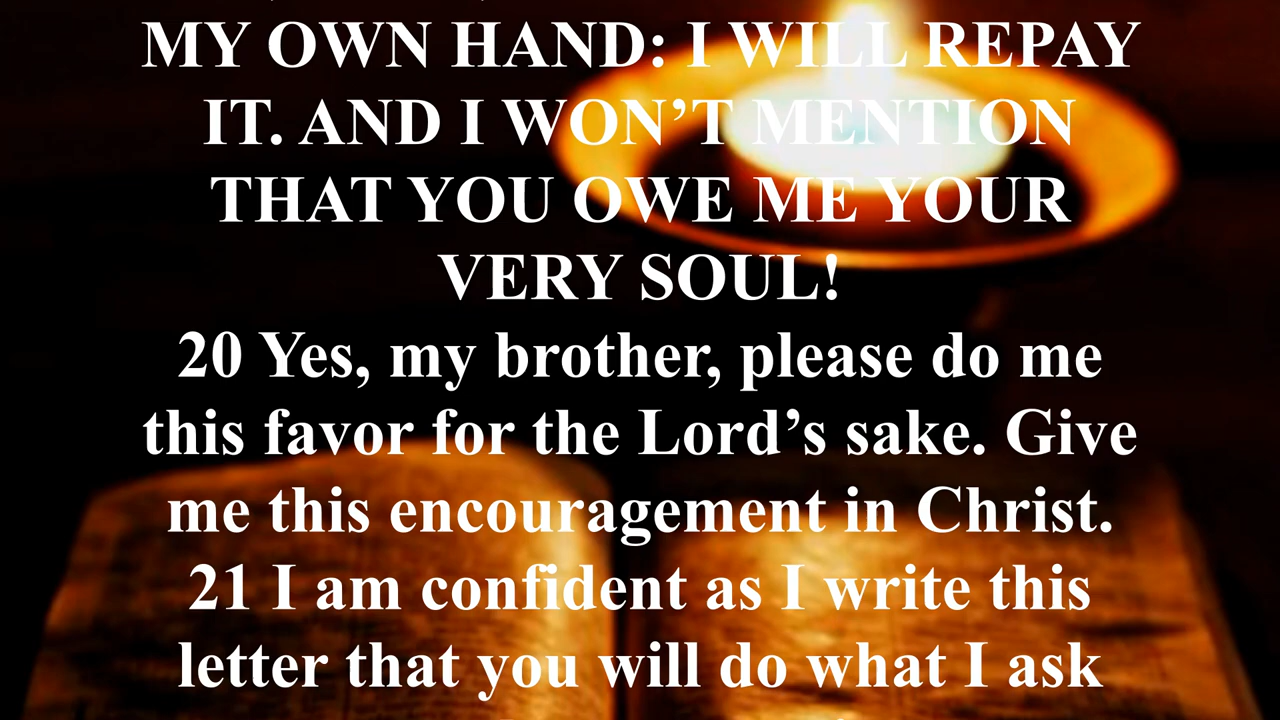 MY OWN HAND: I WILL REPAY
IT. AND I WON’T MENTION
THAT YOU OWE ME YOUR
VERY SOUL!
20 Yes, my brother, please do me
this favor for the Lord’s sake. Give
me this encouragement in Christ.
21 I am confident as I write this
letter that you will do what I ask